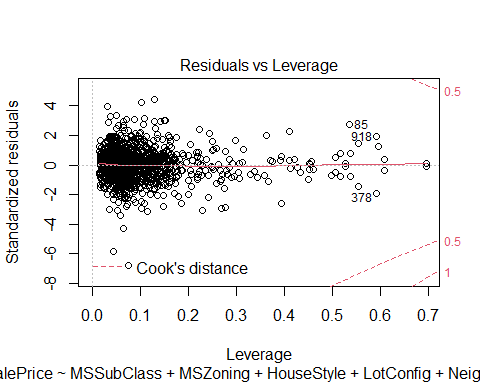 Residuals vs Leverage
Standardized residuals
4
2
0
-2
-4
-6
-8
0.5
0.5
1
85
918
378
Cook's distance
0.0 0.1 0.2 0.3 0.4 0.5 0.6 0.7
Leverage
alePrice ~ MSSubClass + MSZoning + HouseStyle + LotConfig + Neig